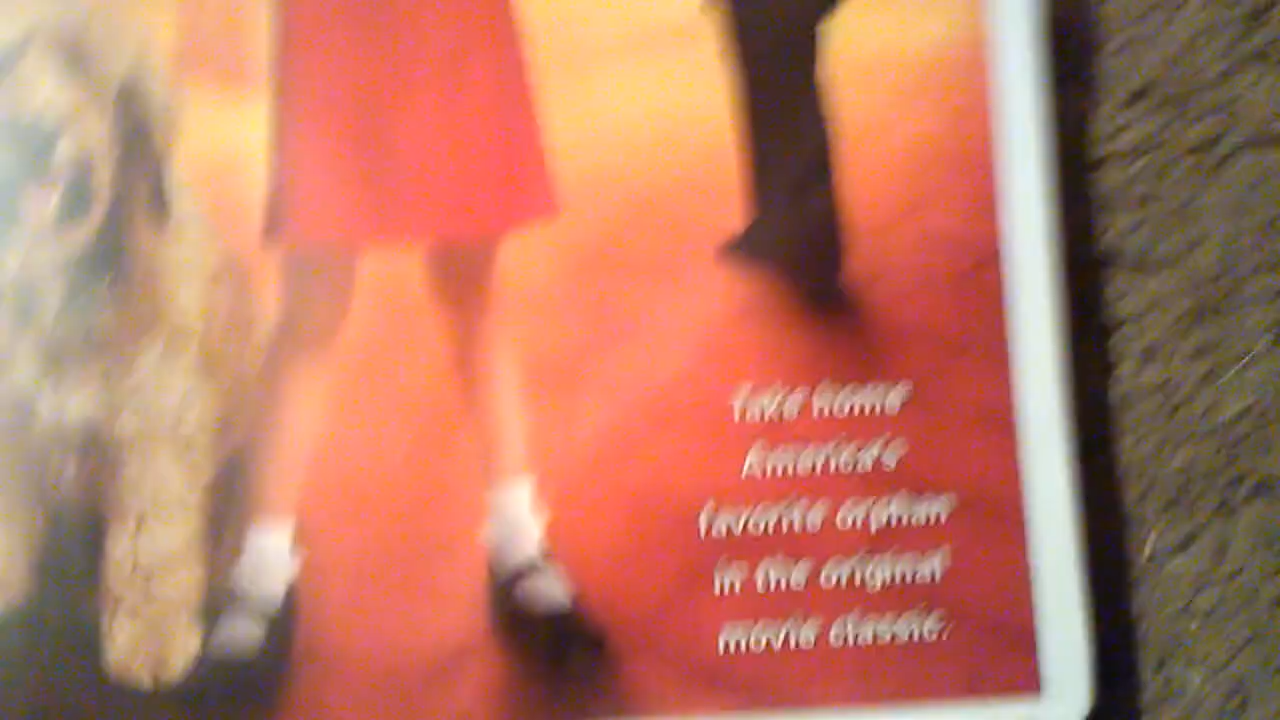 Take home
America's
favorite orphan
in the original
movie classic.